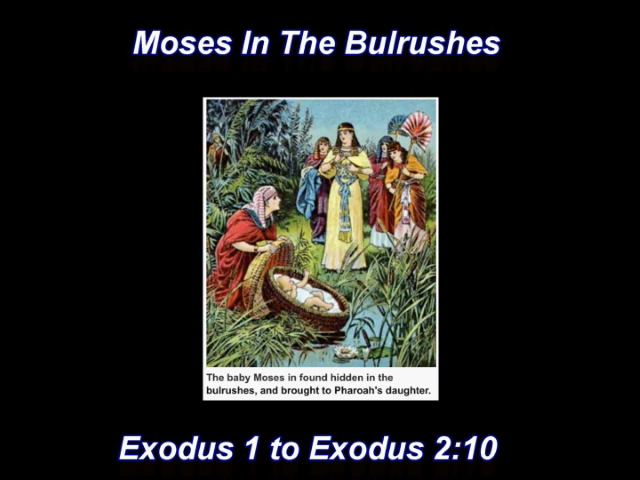 Moses In The Bulrushes
The baby Moses in found hidden in the
bulrushes, and brought to Pharoah's daughter.
Exodus 1 to Exodus 2:10